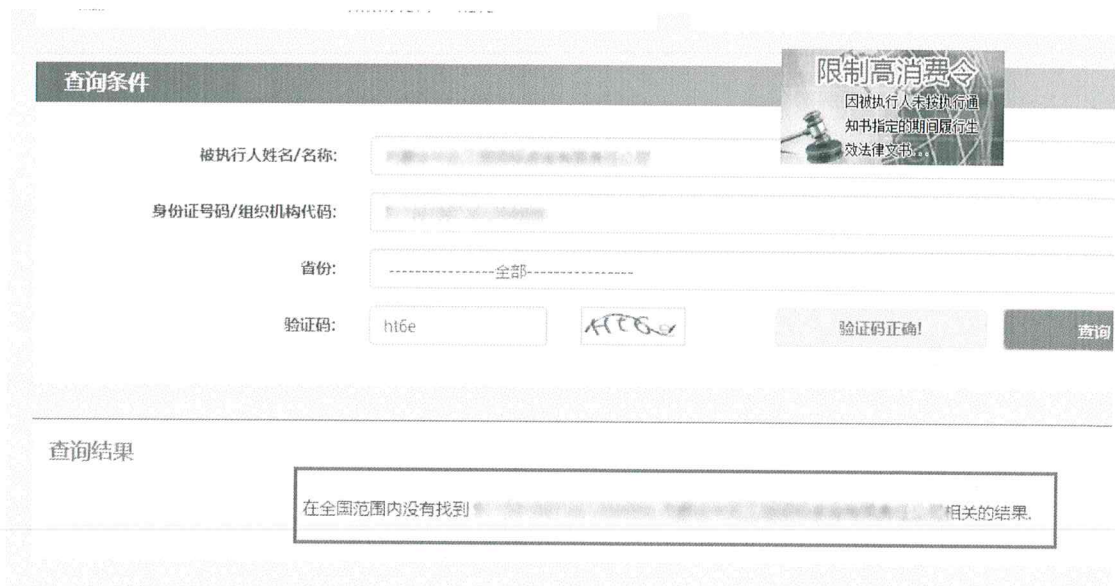 查询条件
限制高消费令
因被执行人未按执行通
知书指定的期间履行生
效法律文书...
被执行人姓名/名称:
身份证号码/组织机构代码:
省份: ----------------全部----------------
验证码: ht6e HT6e 验证码正确! 查询
查询结果
在全国范围内没有找到 相关的结果.